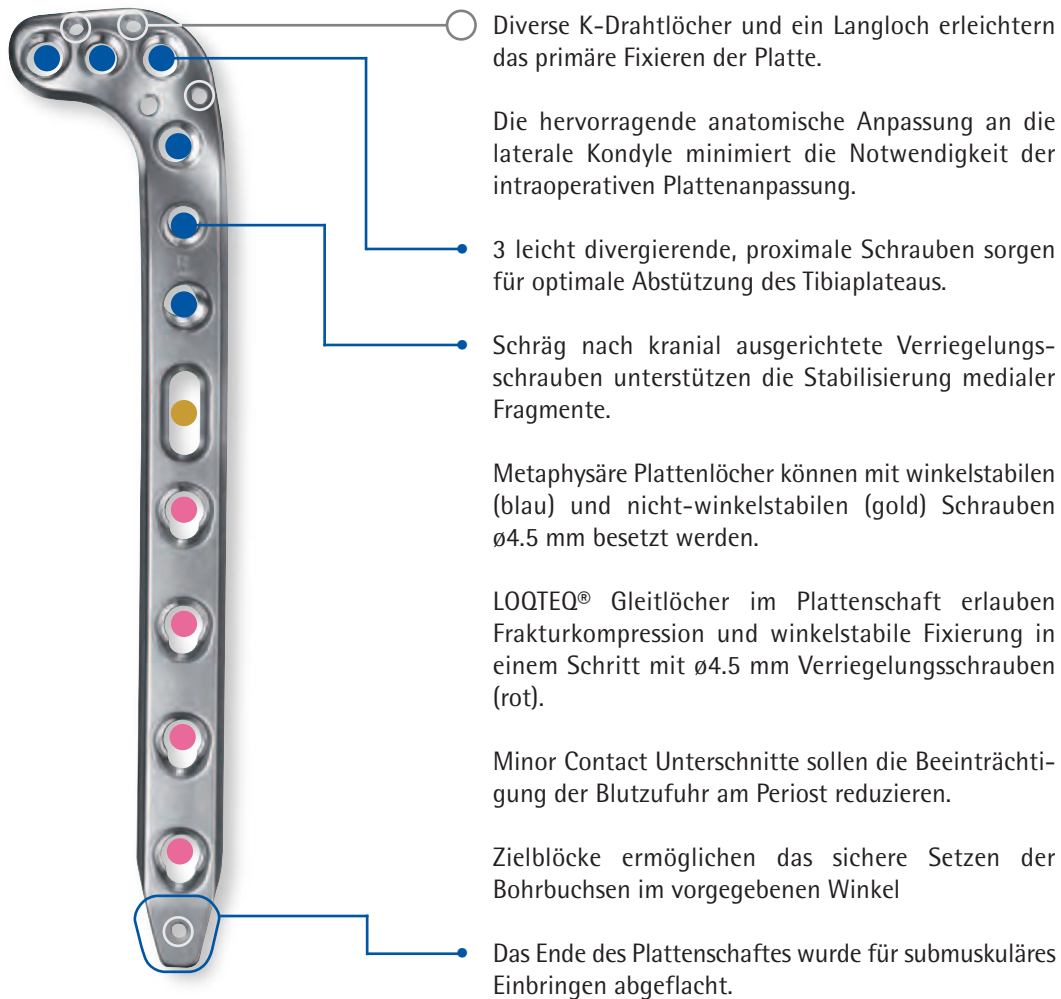 Diverse K-Drahtlöcher und ein Langloch erleichtern
das primäre Fixieren der Platte.
Die hervorragende anatomische Anpassung an die
laterale Kondyle minimiert die Notwendigkeit der
intraoperativen Plattenanpassung.
3 leicht divergierende, proximale Schrauben sorgen
für optimale Abstützung des Tibiaplateaus.
Schräg nach kranial ausgerichtete Verriegelungs-
schrauben unterstützen die Stabilisierung medialer
Fragmente.
Metaphysäre Plattenlöcher können mit winkelstabilen
(blau) und nicht-winkelstabilen (gold) Schrauben
ø4.5 mm besetzt werden.
LOQTEQ® Gleitlöcher im Plattenschaft erlauben
Frakturkompression und winkelstabile Fixierung in
einem Schritt mit ø4.5 mm Verriegelungsschrauben
(rot).
Minor Contact Unterschnitte sollen die Beeinträchti-
gung der Blutzufuhr am Periost reduzieren.
Zielblöcke ermöglichen das sichere Setzen der
Bohrbuchsen im vorgegebenen Winkel
Das Ende des Plattenschaftes wurde für submuskuläres
Einbringen abgeflacht.